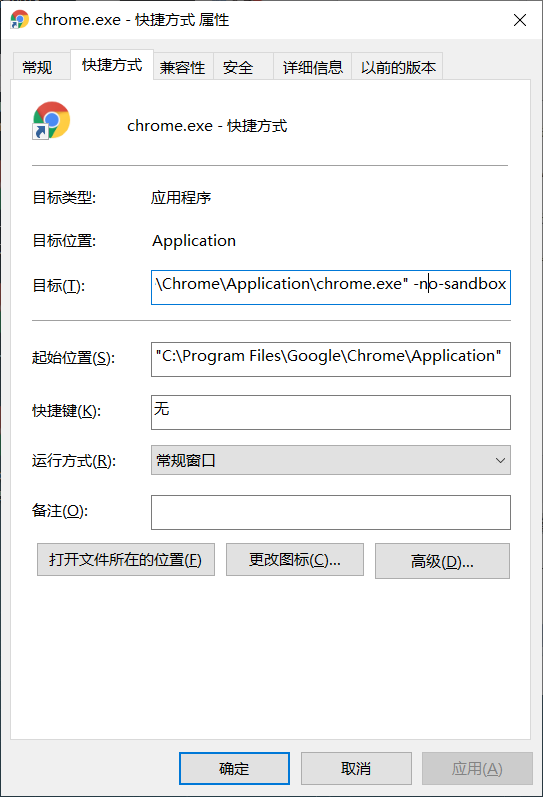 chrome.exe - 快捷方式 属性
常规 快捷方式 兼容性 安全 详细信息 以前的版本
chrome.exe - 快捷方式
目标类型: 应用程序
目标位置: Application
目标(T): \Chrome\Application\chrome.exe" -no-sandbox
起始位置(S): "C:\Program Files\Google\Chrome\Application"
快捷键(K): 无
运行方式(R): 常规窗口
备注(O):
打开文件所在的位置(F) 更改图标(C)... 高级(D)...
确定 取消 应用(A)